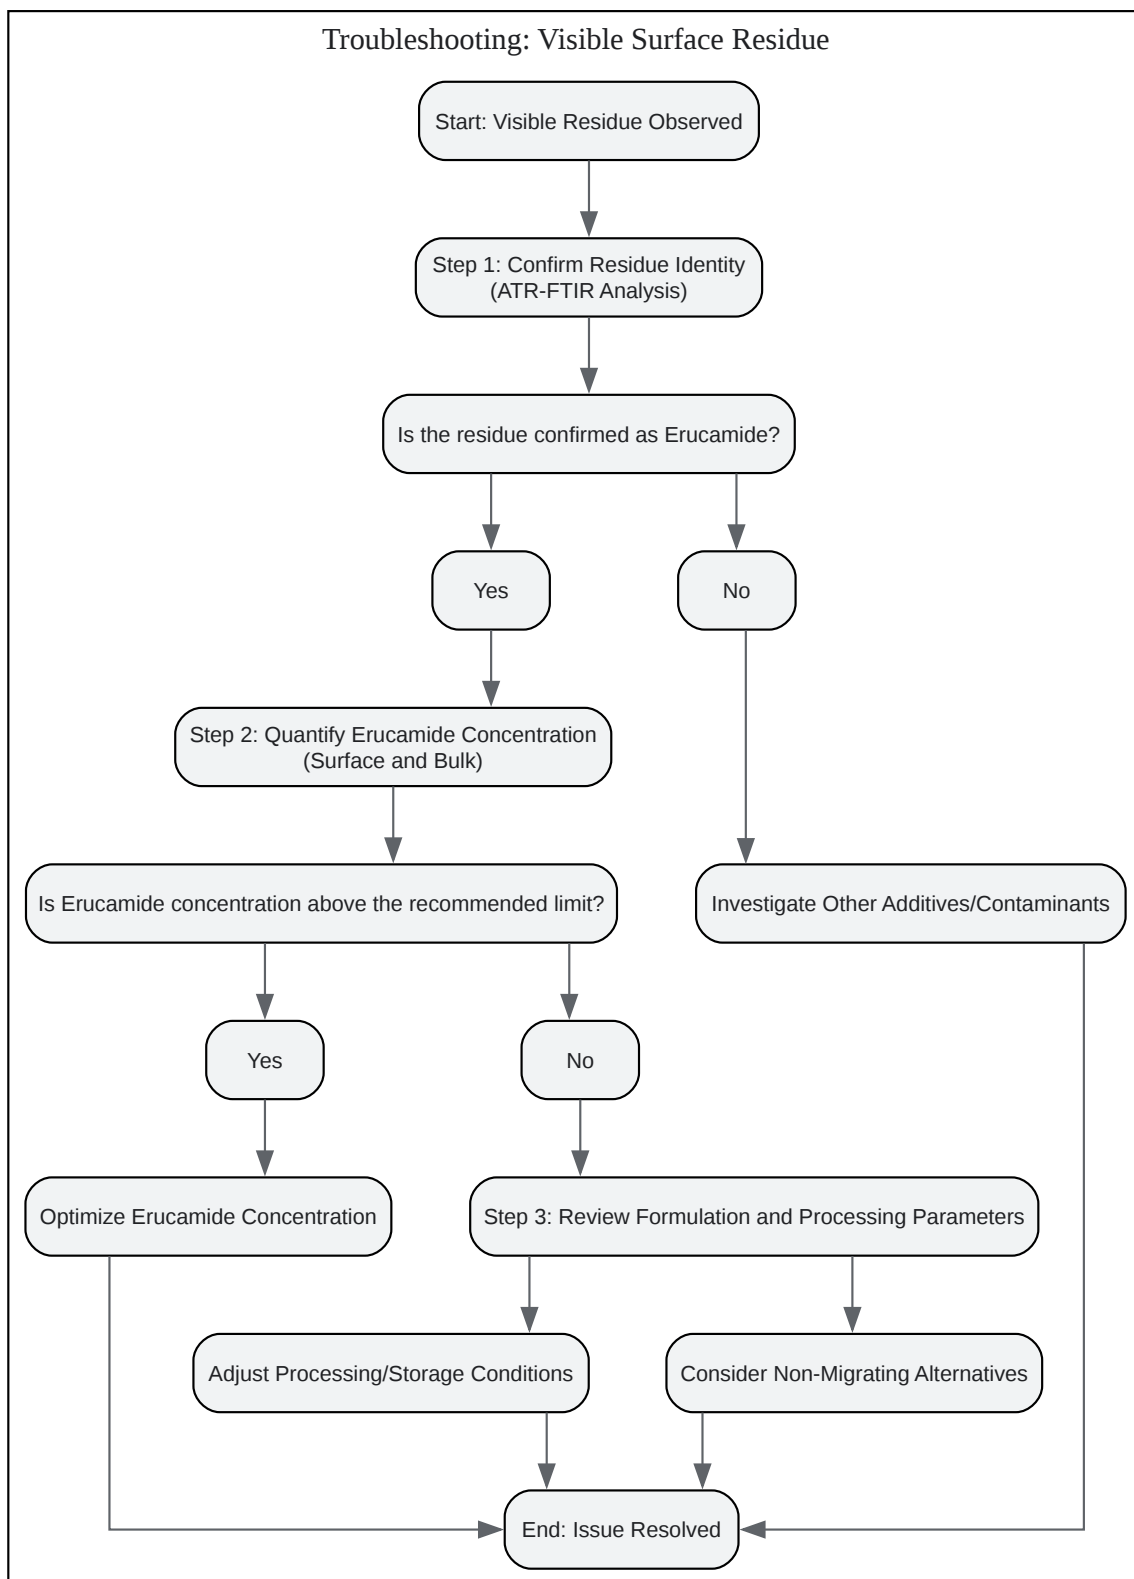 Troubleshooting: Visible Surface Residue
Start: Visible Residue Observed
Step 1: Confirm Residue Identity
(ATR-FTIR Analysis)
Is the residue confirmed as Erucamide?
Yes
No
Step 2: Quantify Erucamide Concentration
(Surface and Bulk)
Is Erucamide concentration above the recommended limit?
Investigate Other Additives/Contaminants
Yes
No
Optimize Erucamide Concentration
Step 3: Review Formulation and Processing Parameters
Adjust Processing/Storage Conditions
Consider Non-Migrating Alternatives
End: Issue Resolved